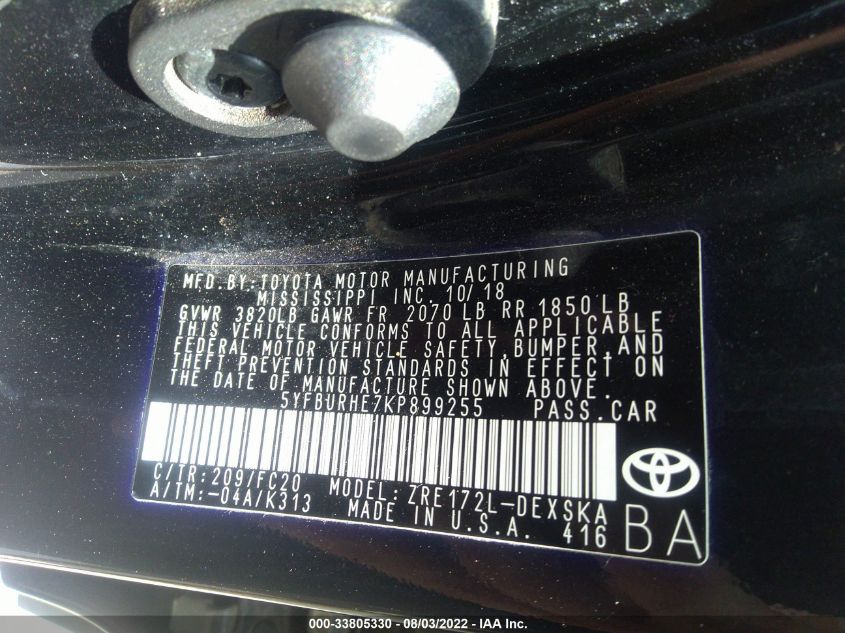 MFD.BY:TOYOTA MOTOR MANUFACTURING
MISSISSIPPI INC. 10/18
GVWR 3820LB GAWR FR 2070 LB RR 1850 LB
THIS VEHICLE CONFORMS TO ALL APPLICABLE
FEDERAL MOTOR VEHICLE SAFETY,BUMPER,AND
THEFT PREVENTION STANDARDS IN EFFECT ON
THE DATE OF MANUFACTURE SHOWN ABOVE.
5YFBURHE7KP899255 PASS.CAR
C/TR:209/FC20 MODEL: ZRE172L-DEXSKA
A/TM:-04A/K313 MADE IN U.S.A. 416
BA
000-33805330 - 08/03/2022 - IAA Inc.